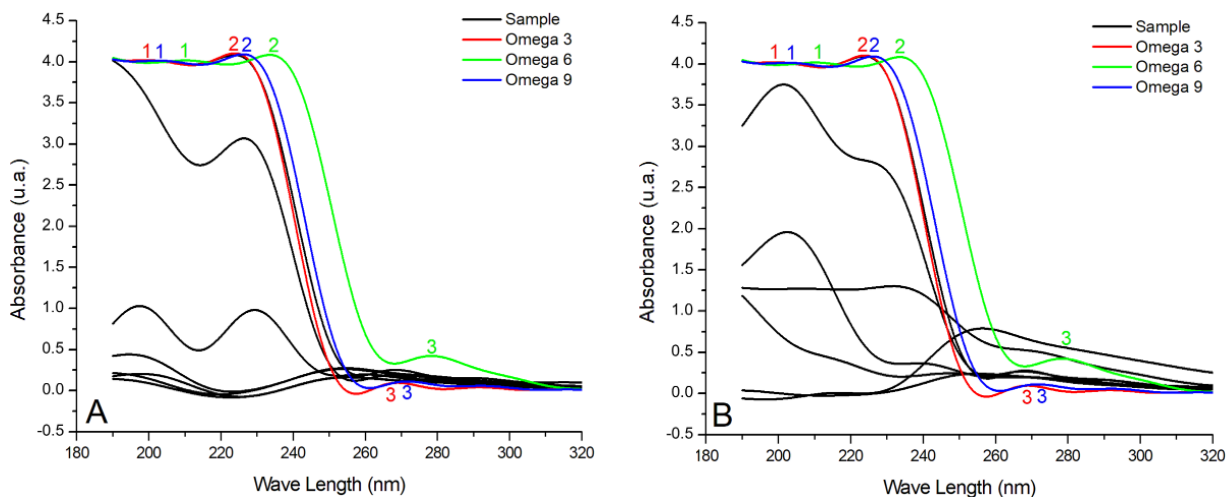 4.5
4.0
3.5
3.0
2.5
2.0
1.5
1.0
0.5
0.0
-0.5
Absorbance (u.a.)
1 1 1 2 2 2
3
3 3
Sample
Omega 3
Omega 6
Omega 9
A
180 200 220 240 260 280 300 320
Wave Length (nm)
4.5
4.0
3.5
3.0
2.5
2.0
1.5
1.0
0.5
0.0
-0.5
Absorbance (u.a.)
1 1 1 2 2 2
3
3 3
Sample
Omega 3
Omega 6
Omega 9
B
180 200 220 240 260 280 300 320
Wave Length (nm)